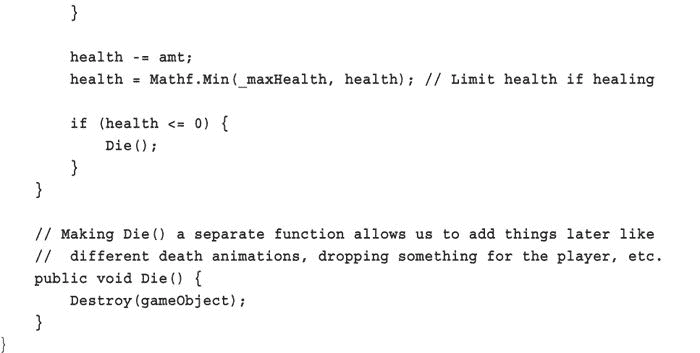 }
health -= amt;
health = Mathf.Min(_maxHealth, health); // Limit health if healing
if (health <= 0) {
Die();
}
}
// Making Die() a separate function allows us to add things later like
//  different death animations, dropping something for the player, etc.
public void Die() {
Destroy(gameObject);
}
}